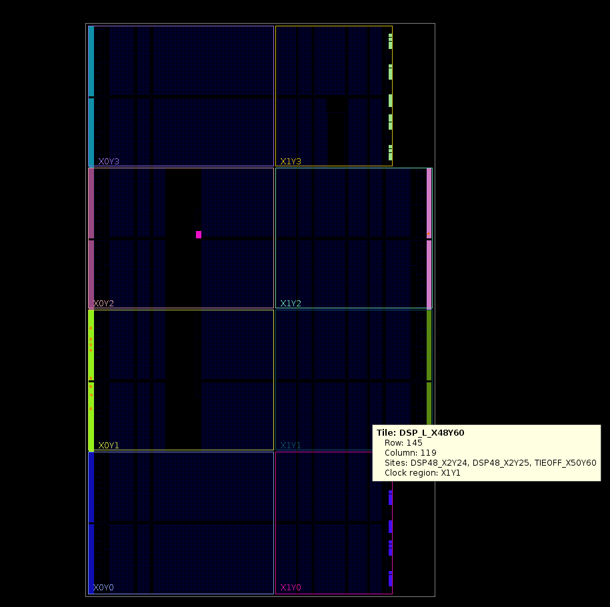 X0Y3
X1Y3
X0Y2
X1Y2
X0Y1
X1Y1
Tile: DSP_L_X48Y60
Row: 145
Column: 119
Sites: DSP48_X2Y24, DSP48_X2Y25, TIEOFF_X50Y60
Clock region: X1Y1
X0Y0
X1Y0